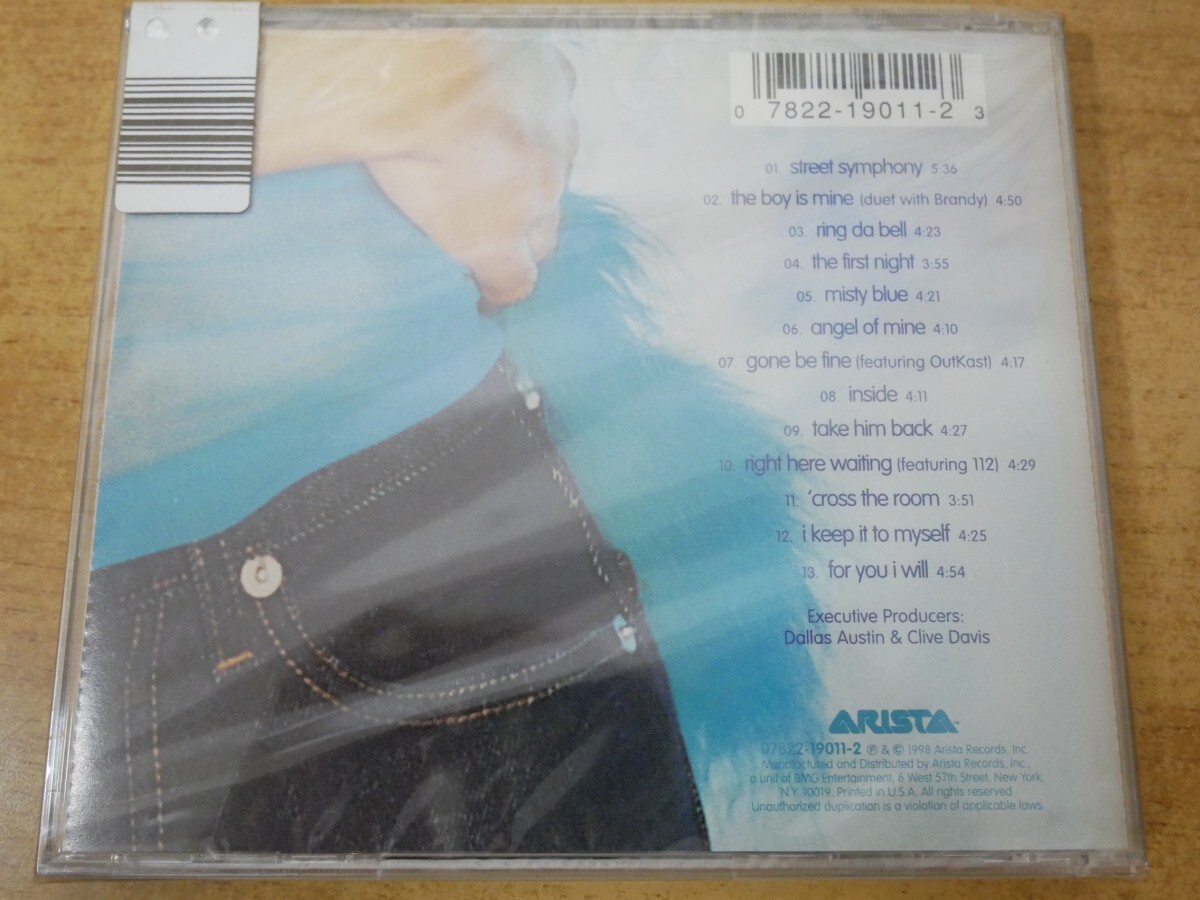 0 7822-19011-2 3
01. street symphony 5:36
02. the boy is mine (duet with Brandy) 4:50
03. ring da bell 4:23
04. the first night 3:55
05. misty blue 4:21
06. angel of mine 4:10
07. gone be fine (featuring OutKast) 4:17
08. inside 4:11
09. take him back 4:27
10. right here waiting (featuring 112) 4:29
11. 'cross the room 3:51
12. i keep it to myself 4:25
13. for you i will 4:54
Executive Producers:
Dallas Austin & Clive Davis
ARISTA™
07822-19011-2 ℗ & © 1998 Arista Records, Inc.
Manufactured and Distributed by Arista Records, Inc.,
a unit of BMG Entertainment, 6 West 57th Street, New York,
N.Y. 10019. Printed in U.S.A. All rights reserved.
Unauthorized duplication is a violation of applicable laws.